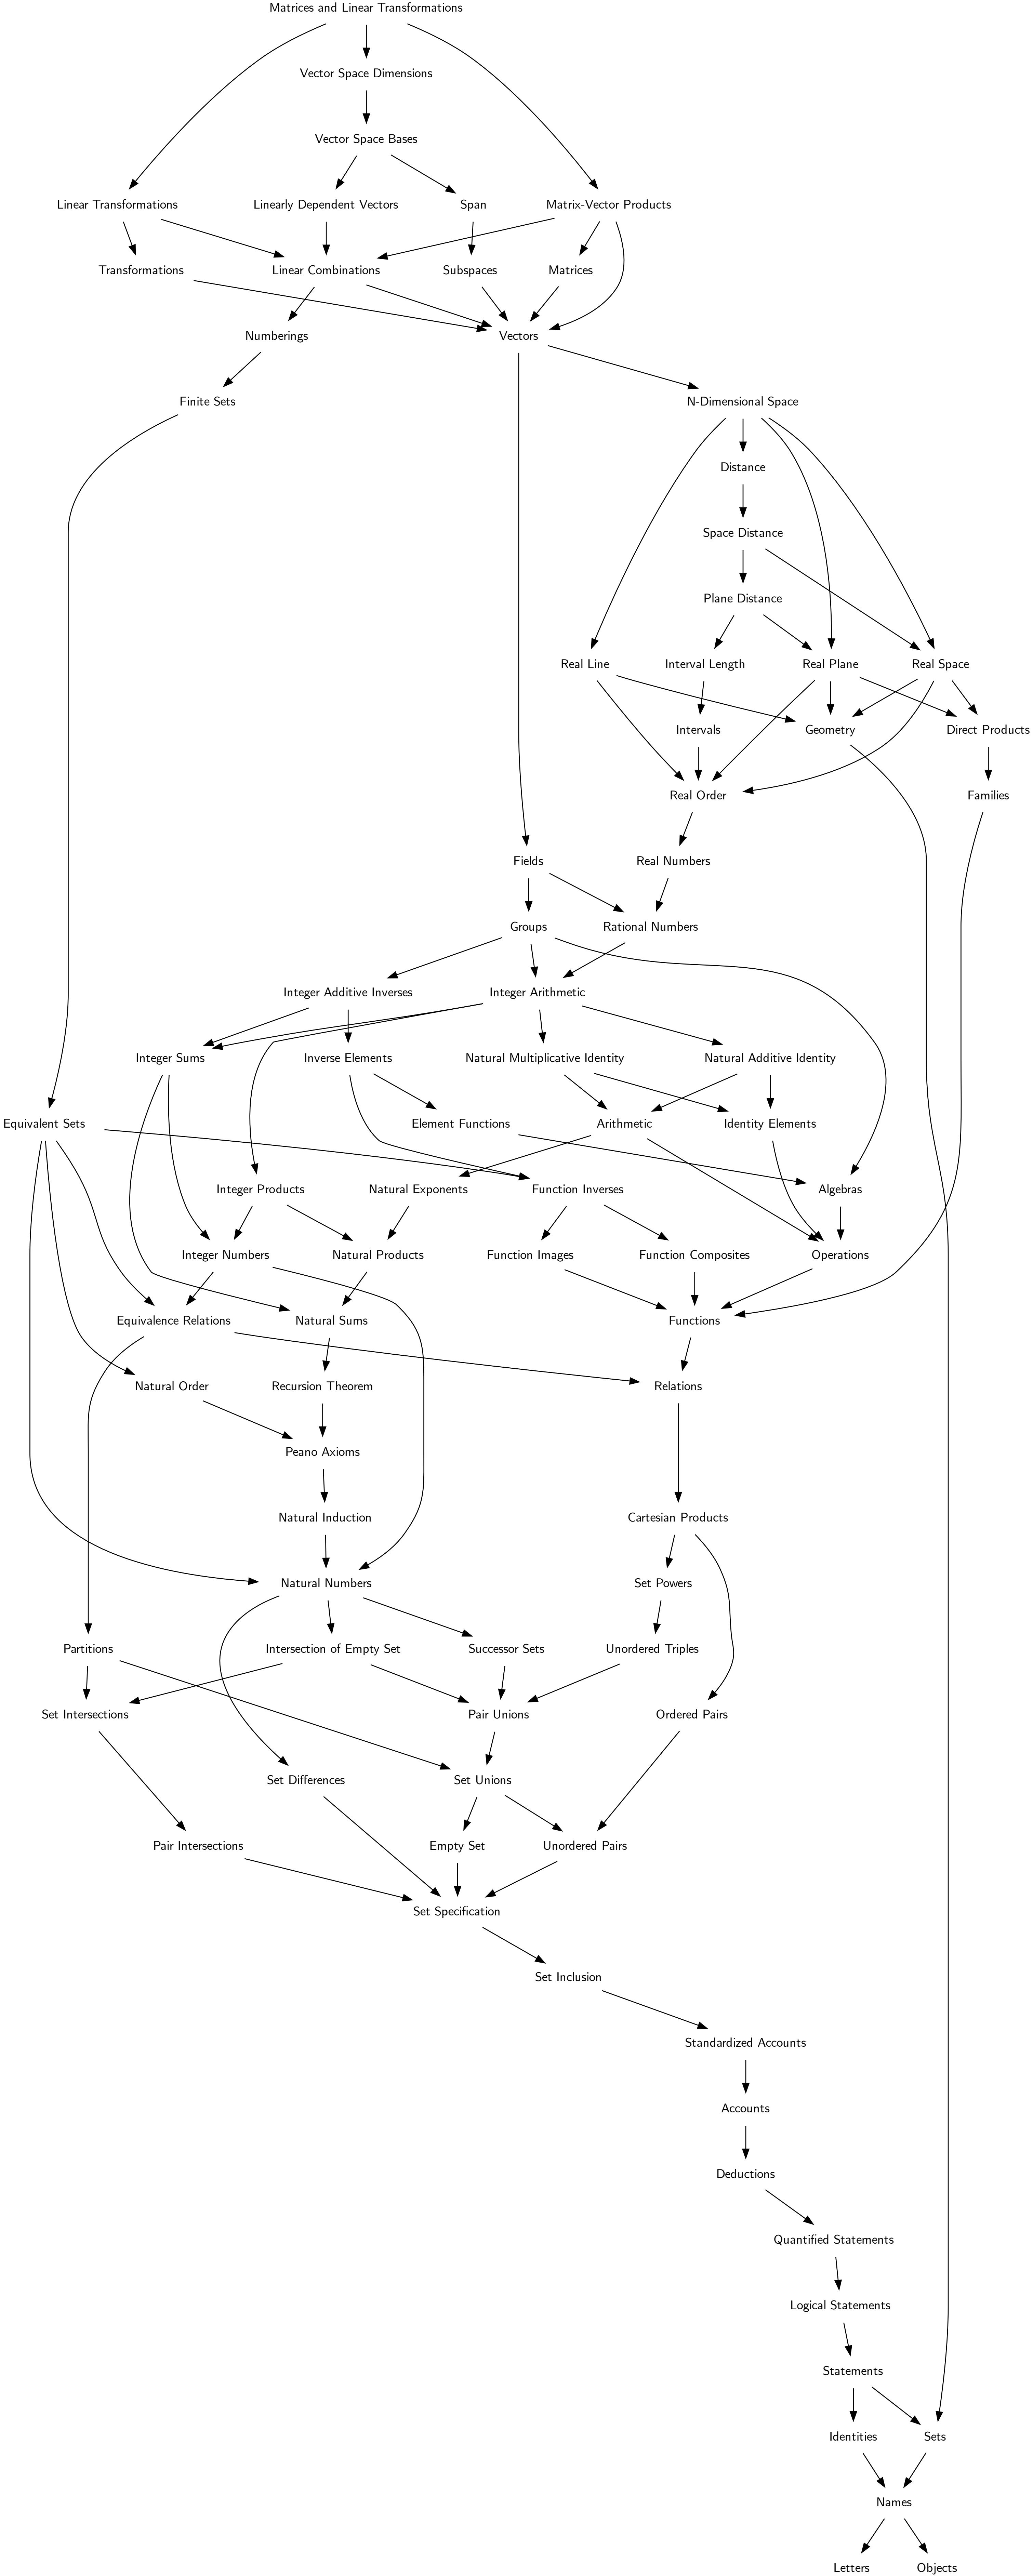 Matrices and Linear Transformations
Vector Space Dimensions
Vector Space Bases
Linear Transformations
Linearly Dependent Vectors
Span
Matrix-Vector Products
Transformations
Linear Combinations
Subspaces
Matrices
Numberings
Vectors
Finite Sets
N-Dimensional Space
Distance
Space Distance
Plane Distance
Real Line
Interval Length
Real Plane
Real Space
Intervals
Geometry
Direct Products
Real Order
Families
Fields
Real Numbers
Groups
Rational Numbers
Integer Additive Inverses
Integer Arithmetic
Integer Sums
Inverse Elements
Natural Multiplicative Identity
Natural Additive Identity
Equivalent Sets
Element Functions
Arithmetic
Identity Elements
Integer Products
Natural Exponents
Function Inverses
Algebras
Integer Numbers
Natural Products
Function Images
Function Composites
Operations
Equivalence Relations
Natural Sums
Functions
Natural Order
Recursion Theorem
Relations
Peano Axioms
Natural Induction
Cartesian Products
Natural Numbers
Set Powers
Partitions
Intersection of Empty Set
Successor Sets
Unordered Triples
Set Intersections
Pair Unions
Ordered Pairs
Set Differences
Set Unions
Pair Intersections
Empty Set
Unordered Pairs
Set Specification
Set Inclusion
Standardized Accounts
Accounts
Deductions
Quantified Statements
Logical Statements
Statements
Identities
Sets
Names
Letters
Objects